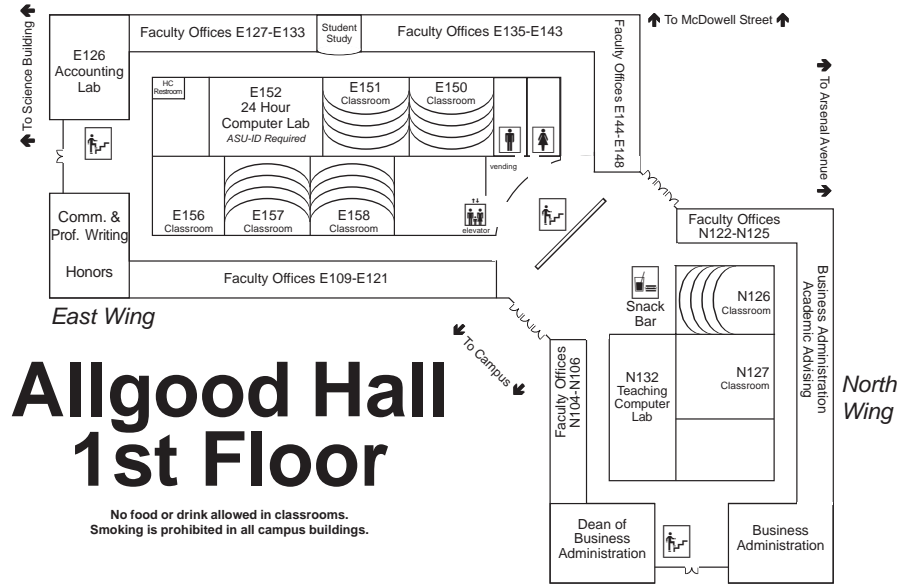 To Science Building
E126
Accounting
Lab
Faculty Offices E127-E133
Student
Study
Faculty Offices E135-E143
Faculty Offices E144-E148
To McDowell Street
To Arsenal Avenue
HC
Restroom
E152
24 Hour
Computer Lab
ASU-ID Required
E151
Classroom
E150
Classroom
vending
E156
Classroom
E157
Classroom
E158
Classroom
elevator
Comm. &
Prof. Writing
Honors
Faculty Offices E109-E121
East Wing
Faculty Offices
N122-N125
Business Administration
Academic Advising
Snack
Bar
N126
Classroom
N127
Classroom
N132
Teaching
Computer
Lab
Faculty Offices
N104-N106
To Campus
North
Wing
Dean of
Business
Administration
Business
Administration
Allgood Hall
1st Floor
No food or drink allowed in classrooms.
Smoking is prohibited in all campus buildings.